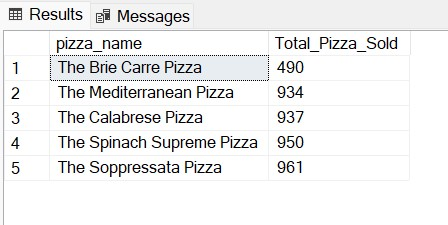 Results Messages
pizza_name Total_Pizza_Sold
1 The Brie Carre Pizza 490
2 The Mediterranean Pizza 934
3 The Calabrese Pizza 937
4 The Spinach Supreme Pizza 950
5 The Soppressata Pizza 961